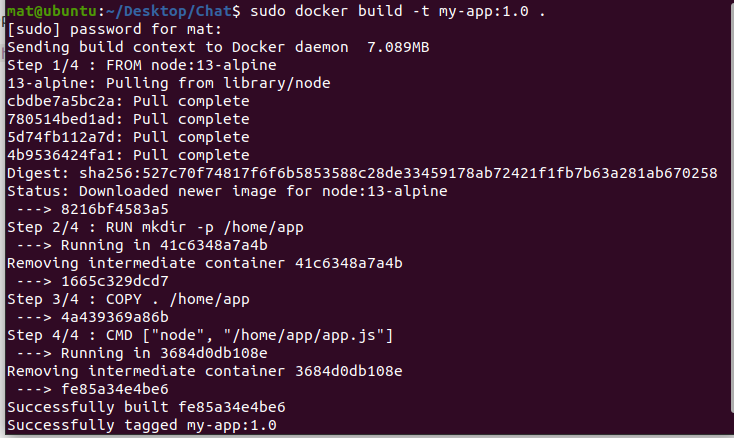 mat@ubuntu:~/Desktop/Chat$ sudo docker build -t my-app:1.0 .
[sudo] password for mat:
Sending build context to Docker daemon  7.089MB
Step 1/4 : FROM node:13-alpine
13-alpine: Pulling from library/node
cbdbe7a5bc2a: Pull complete
780514bed1ad: Pull complete
5d74fb112a7d: Pull complete
4b9536424fa1: Pull complete
Digest: sha256:527c70f74817f6f6b5853588c28de33459178ab72421f1fb7b63a281ab670258
Status: Downloaded newer image for node:13-alpine
 ---> 8216bf4583a5
Step 2/4 : RUN mkdir -p /home/app
 ---> Running in 41c6348a7a4b
Removing intermediate container 41c6348a7a4b
 ---> 1665c329dcd7
Step 3/4 : COPY . /home/app
 ---> 4a439369a86b
Step 4/4 : CMD ["node", "/home/app/app.js"]
 ---> Running in 3684d0db108e
Removing intermediate container 3684d0db108e
 ---> fe85a34e4be6
Successfully built fe85a34e4be6
Successfully tagged my-app:1.0